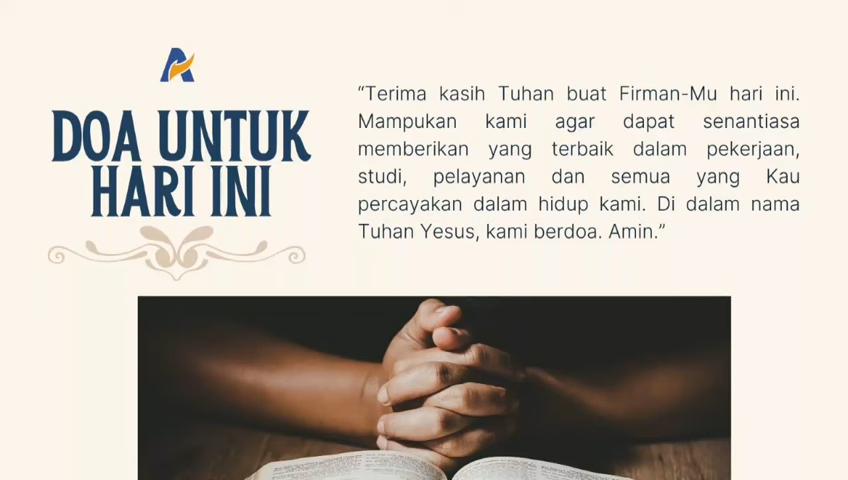 DOA UNTUK
HARI INI
“Terima kasih Tuhan buat Firman-Mu hari ini.
Mampukan kami agar dapat senantiasa
memberikan yang terbaik dalam pekerjaan,
studi, pelayanan dan semua yang Kau
percayakan dalam hidup kami. Di dalam nama
Tuhan Yesus, kami berdoa. Amin.”